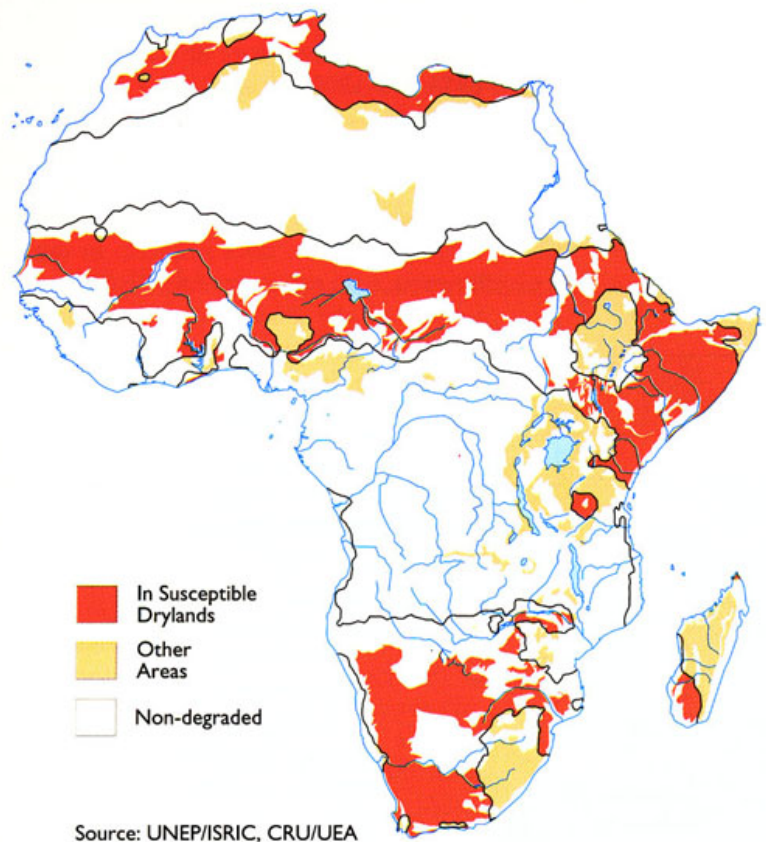 In Susceptible
Drylands
Other
Areas
Non-degraded
Source: UNEP/ISRIC, CRU/UEA